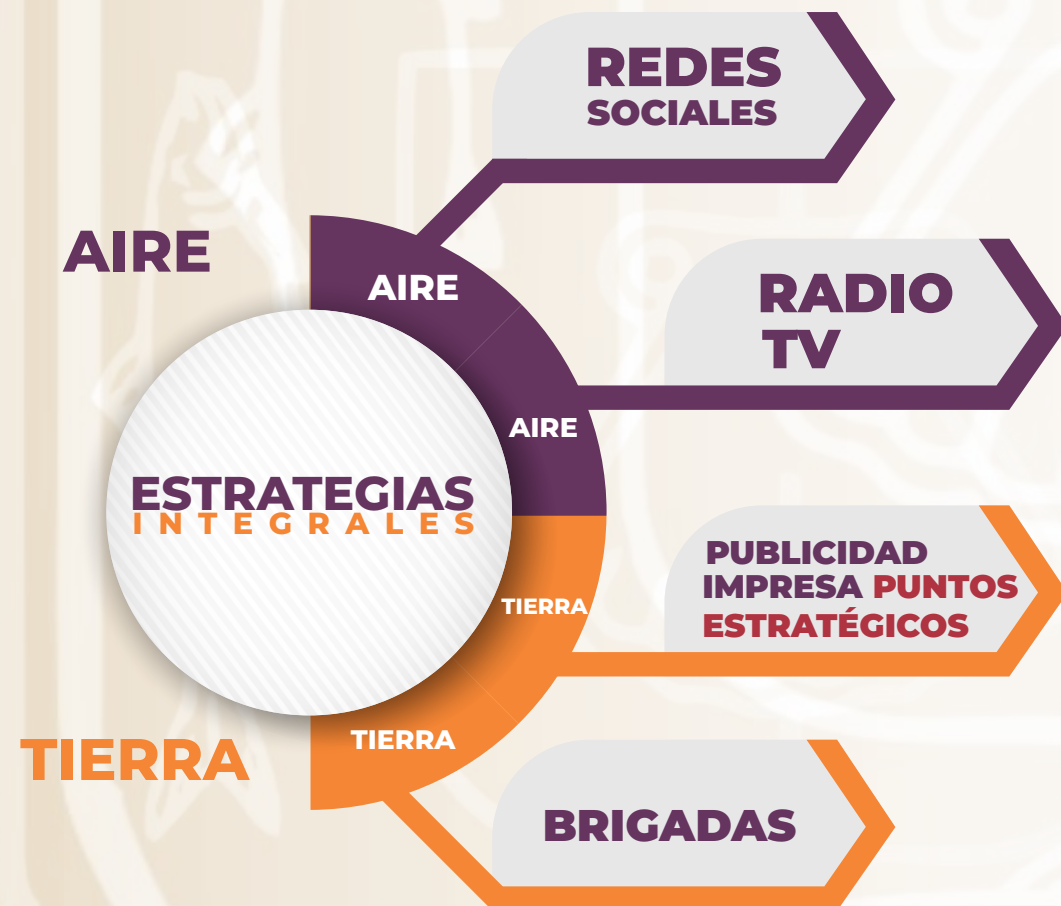 REDES
SOCIALES
AIRE
AIRE
RADIO
TV
AIRE
ESTRATEGIAS
INTEGRALES
PUBLICIDAD
IMPRESA PUNTOS
ESTRATÉGICOS
TIERRA
TIERRA
TIERRA
BRIGADAS